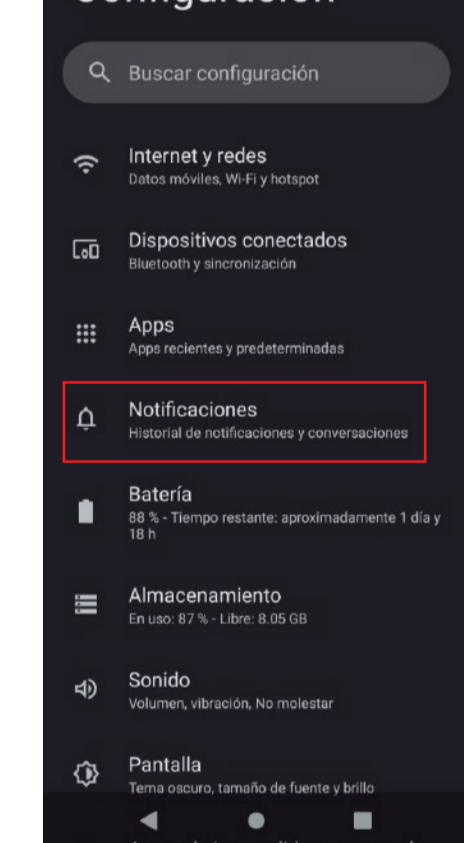 Configuración
Buscar configuración
Internet y redes
Datos móviles, Wi-Fi y hotspot
Dispositivos conectados
Bluetooth y sincronización
Apps
Apps recientes y predeterminadas
Notificaciones
Historial de notificaciones y conversaciones
Batería
88 % - Tiempo restante: aproximadamente 1 día y
18 h
Almacenamiento
En uso: 87 % - Libre: 8.05 GB
Sonido
Volumen, vibración, No molestar
Pantalla
Tema oscuro, tamaño de fuente y brillo